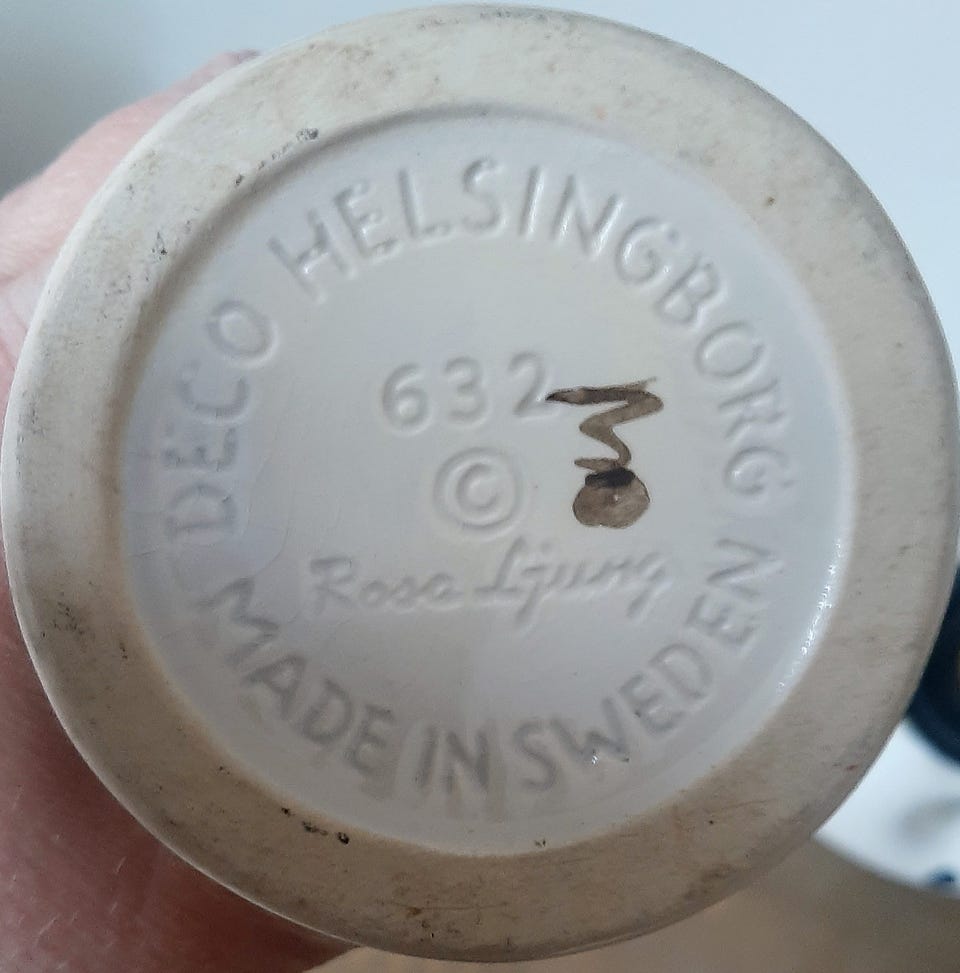 DECO HELSINGBORG
632
©
Rosa Ljung
MADE IN SWEDEN